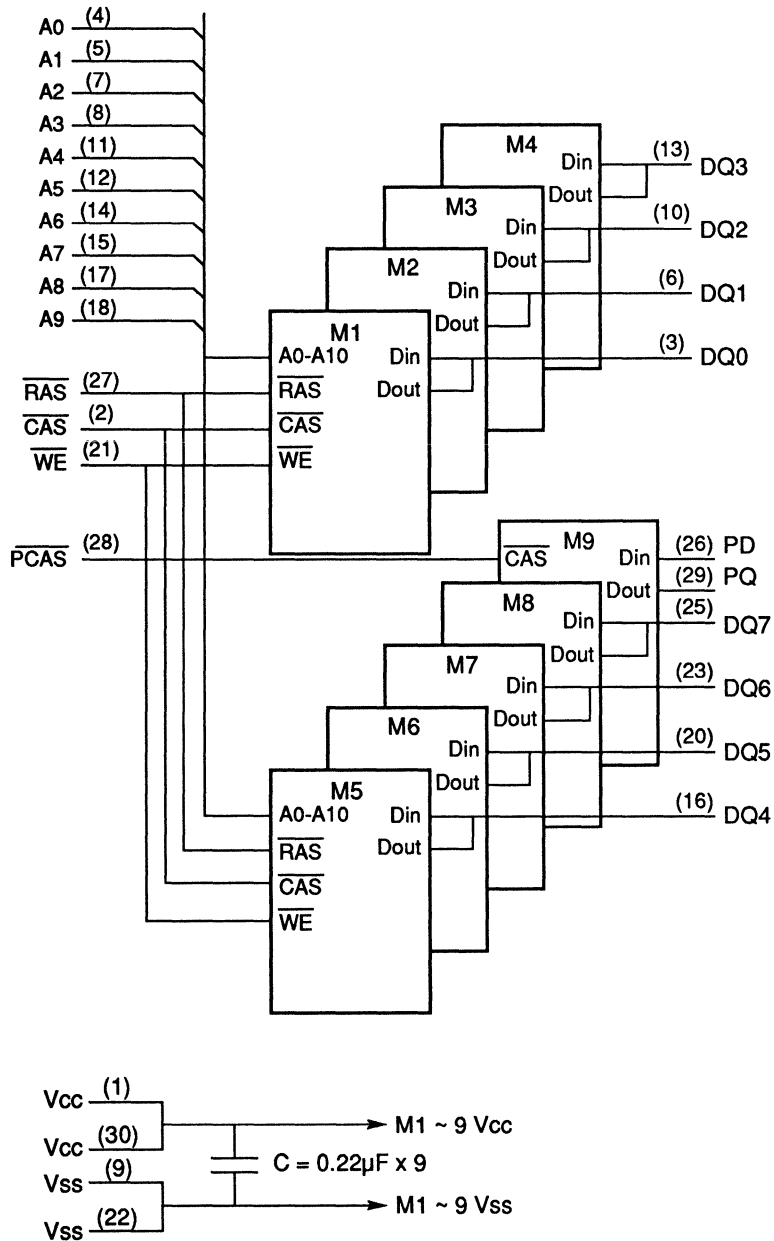 A0 (4)
A1 (5)
A2 (7)
A3 (8)
A4 (11)
A5 (12)
A6 (14)
A7 (15)
A8 (17)
A9 (18)
RAS (27)
CAS (2)
WE (21)
PCAS (28)
M4
Din (13) DQ3
Dout
M3
Din (10) DQ2
Dout
M2
Din (6) DQ1
Dout
M1
A0-A10 Din (3) DQ0
RAS Dout
CAS
WE
M9
CAS Din (26) PD
Dout (29) PQ
M8
Din (25) DQ7
Dout
M7
Din (23) DQ6
Dout
M6
Din (20) DQ5
Dout
M5
A0-A10 Din (16) DQ4
RAS Dout
CAS
WE
Vcc (1)
M1 ~ 9 Vcc
Vcc (30)
C = 0.22µF x 9
Vss (9)
M1 ~ 9 Vss
Vss (22)